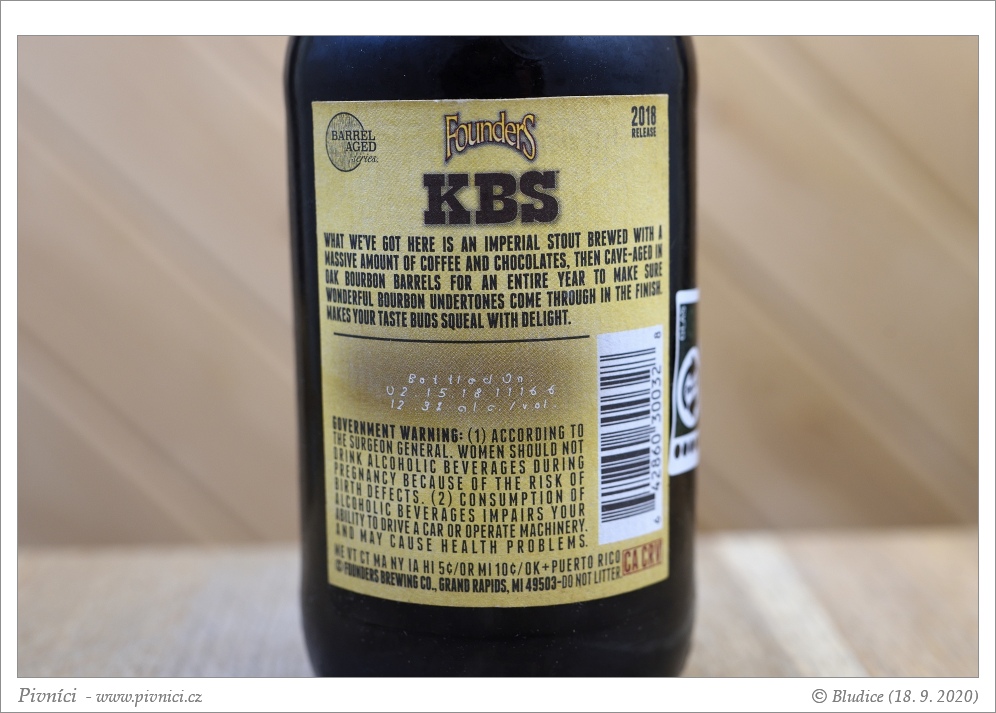 BARREL
AGED
series.
Founders
2018
RELEASE
KBS
WHAT WE'VE GOT HERE IS AN IMPERIAL STOUT BREWED WITH A
MASSIVE AMOUNT OF COFFEE AND CHOCOLATES, THEN CAVE-AGED IN
OAK BOURBON BARRELS FOR AN ENTIRE YEAR TO MAKE SURE
WONDERFUL BOURBON UNDERTONES COME THROUGH IN THE FINISH.
MAKES YOUR TASTE BUDS SQUEAL WITH DELIGHT.
Bottled On
02.15.18 11166
12.3% alc./vol.
GOVERNMENT WARNING: (1) ACCORDING TO
THE SURGEON GENERAL. WOMEN SHOULD NOT
DRINK ALCOHOLIC BEVERAGES DURING
PREGNANCY BECAUSE OF THE RISK OF
BIRTH DEFECTS. (2) CONSUMPTION OF
ALCOHOLIC BEVERAGES IMPAIRS YOUR
ABILITY TO DRIVE A CAR OR OPERATE MACHINERY.
AND MAY CAUSE HEALTH PROBLEMS.
6 42860 30032 8
ME VT CT MA NY IA HI 5¢/OR MI 10¢/OK+PUERTO RICO
CA CRV
© FOUNDERS BREWING CO., GRAND RAPIDS, MI 49503-DO NOT LITTER
Pivníci - www.pivnici.cz
© Bludice (18. 9. 2020)